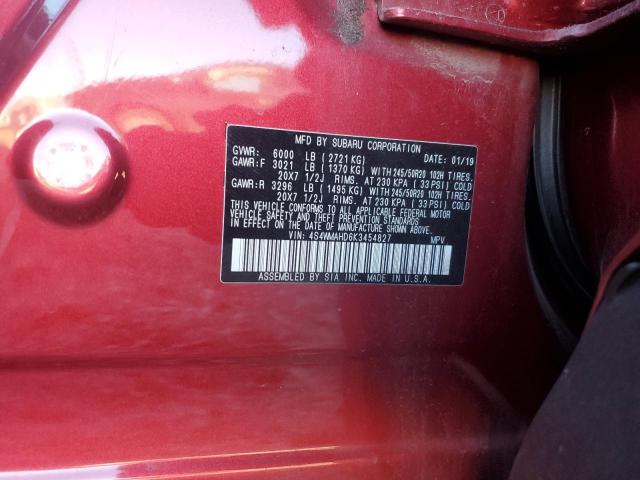 MFD BY SUBARU CORPORATION
GVWR: 6000 LB ( 2721 KG) DATE: 01/19
GAWR:F 3021 LB ( 1370 KG) WITH 245/50R20 102H TIRES.
20X7 1/2J RIMS. AT 230 KPA ( 33 PSI) COLD
GAWR:R 3296 LB ( 1495 KG) WITH 245/50R20 102H TIRES.
20X7 1/2J RIMS. AT 230 KPA ( 33 PSI) COLD
THIS VEHICLE CONFORMS TO ALL APPLICABLE FEDERAL MOTOR
VEHICLE SAFETY AND THEFT PREVENTION STANDARDS
IN EFFECT ON THE DATE OF MANUFACTURE SHOWN ABOVE.
VIN: 4S4WMAHD6K3454827 MPV
ASSEMBLED BY SIA INC. MADE IN U.S.A.